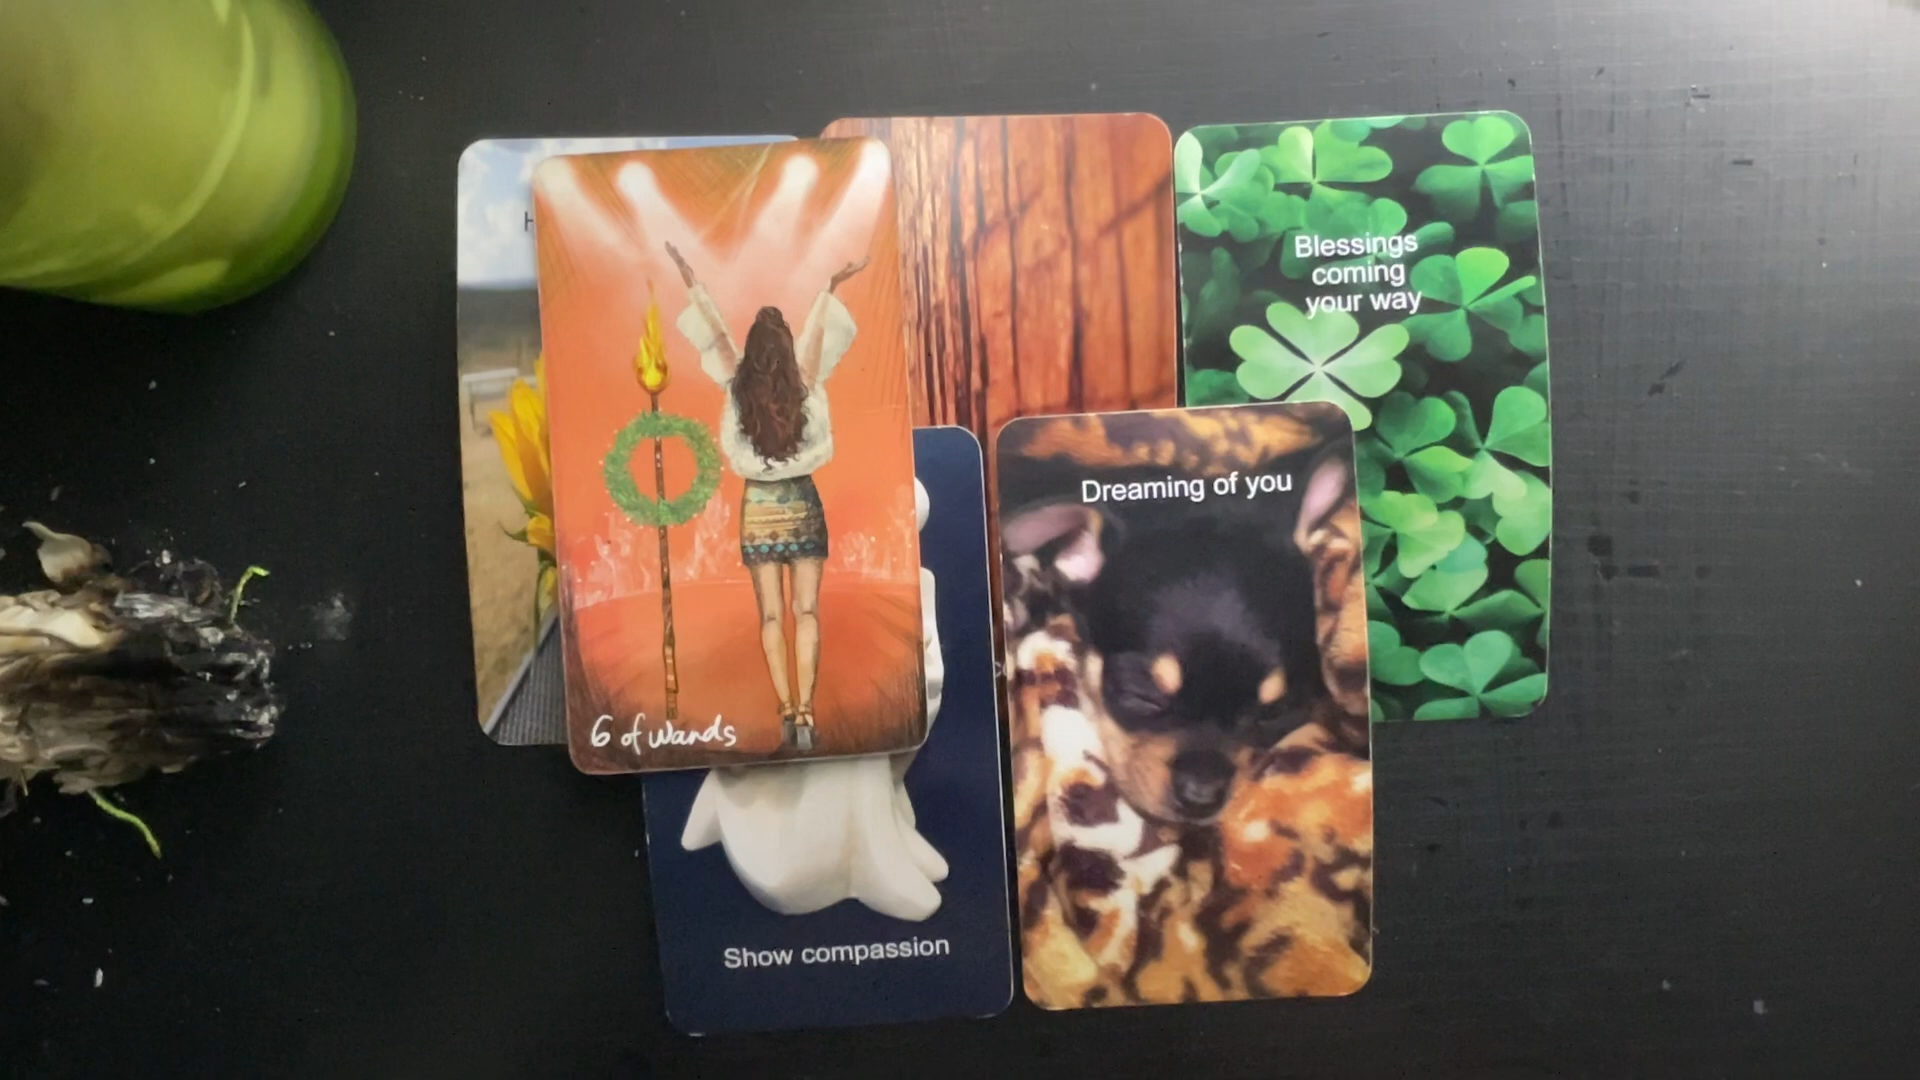 Blessings
coming
your way
Dreaming of you
6 of wands
Show compassion